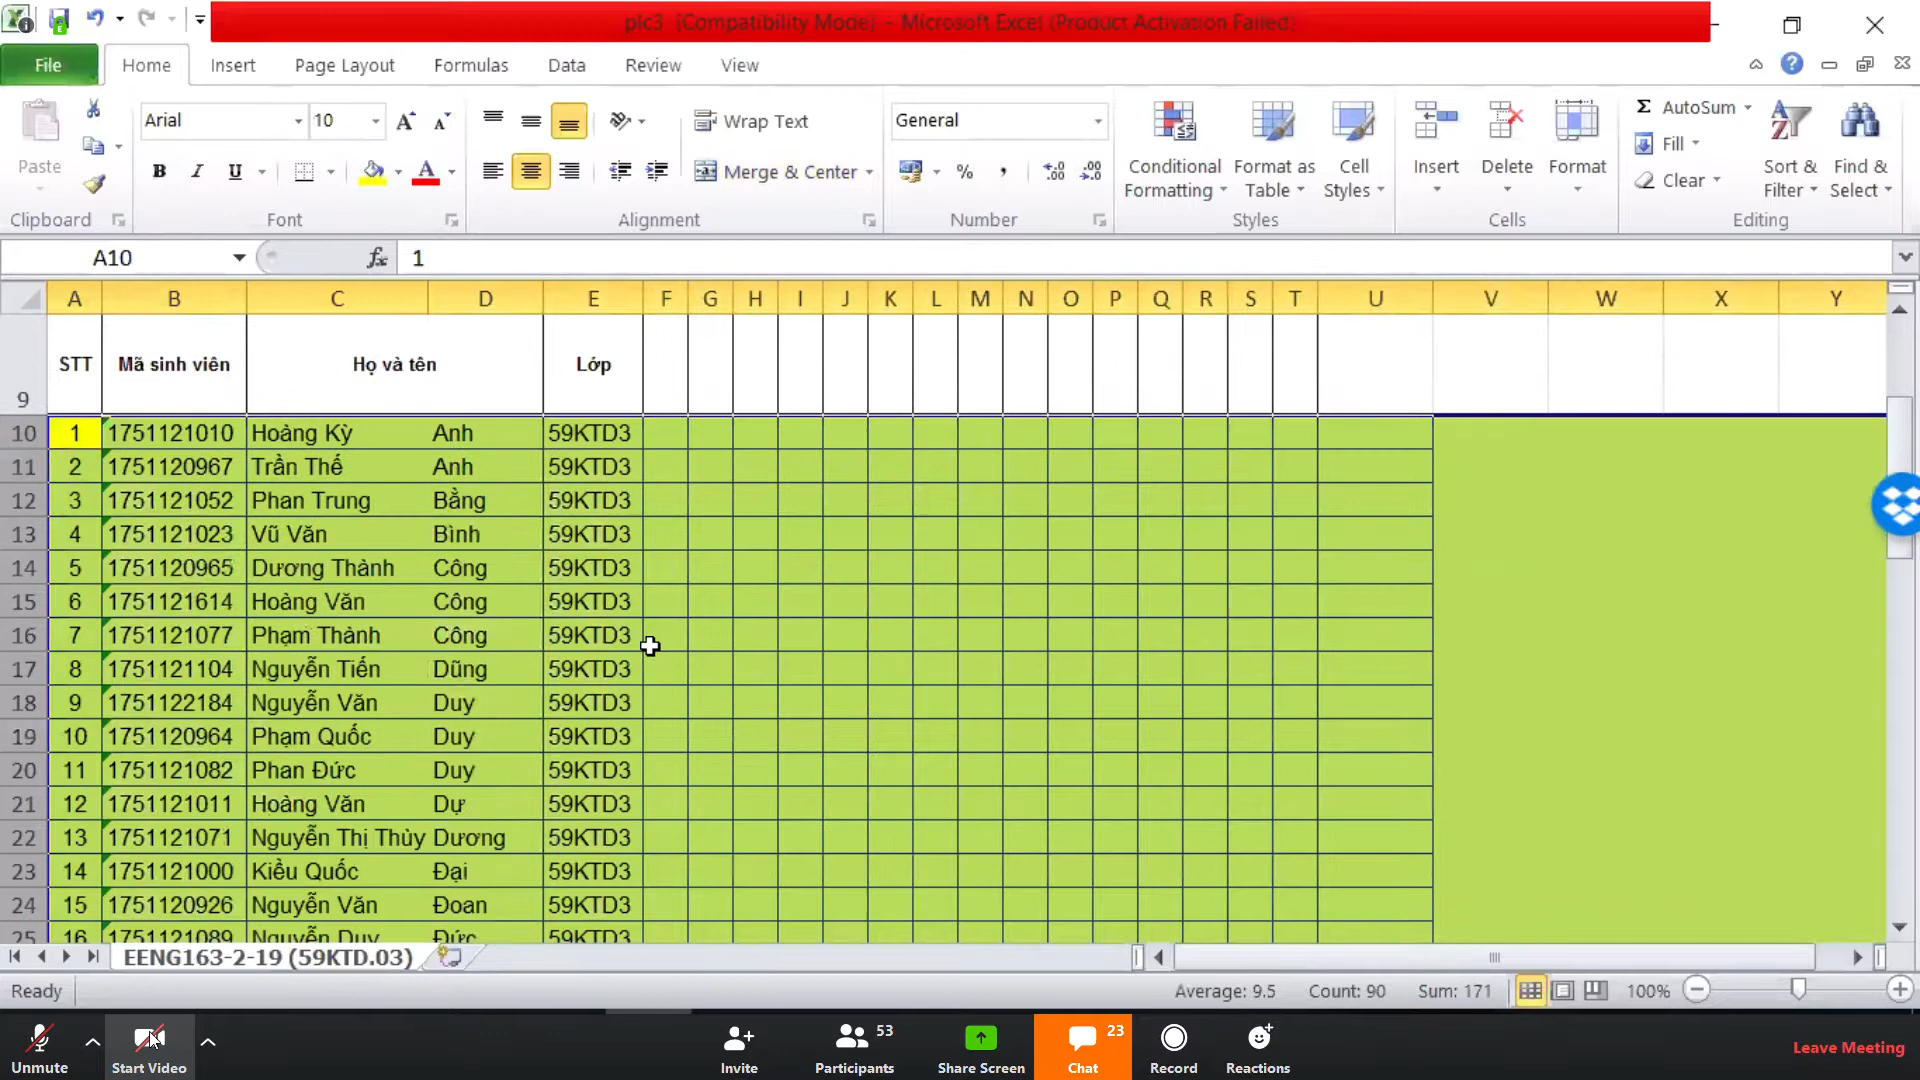 plc3 [Compatibility Mode] - Microsoft Excel (Product Activation Failed)
File Home Insert Page Layout Formulas Data Review View
Paste
Arial 10
Wrap Text
General
Σ AutoSum
Fill
Clear
B I U
Merge & Center
% ,
Conditional Formatting
Format as Table
Cell Styles
Insert
Delete
Format
Sort & Filter
Find & Select
Clipboard Font Alignment Number Styles Cells Editing
A10 fx 1
A B C D E F G H I J K L M N O P Q R S T U V W X Y
9 STT Mã sinh viên Họ và tên Lớp
10 1 1751121010 Hoàng Kỳ Anh 59KTD3
11 2 1751120967 Trần Thế Anh 59KTD3
12 3 1751121052 Phan Trung Bằng 59KTD3
13 4 1751121023 Vũ Văn Bình 59KTD3
14 5 1751120965 Dương Thành Công 59KTD3
15 6 1751121614 Hoàng Văn Công 59KTD3
16 7 1751121077 Phạm Thành Công 59KTD3
17 8 1751121104 Nguyễn Tiến Dũng 59KTD3
18 9 1751122184 Nguyễn Văn Duy 59KTD3
19 10 1751120964 Phạm Quốc Duy 59KTD3
20 11 1751121082 Phan Đức Duy 59KTD3
21 12 1751121011 Hoàng Văn Dự 59KTD3
22 13 1751121071 Nguyễn Thị Thùy Dương 59KTD3
23 14 1751121000 Kiều Quốc Đại 59KTD3
24 15 1751120926 Nguyễn Văn Đoan 59KTD3
25 16 1751121089 Nguyễn Duy Đức 59KTD3
EENG163-2-19 (59KTD.03)
Ready Average: 9.5 Count: 90 Sum: 171 100%
Unmute Start Video Invite Participants 53 Share Screen Chat 23 Record Reactions Leave Meeting